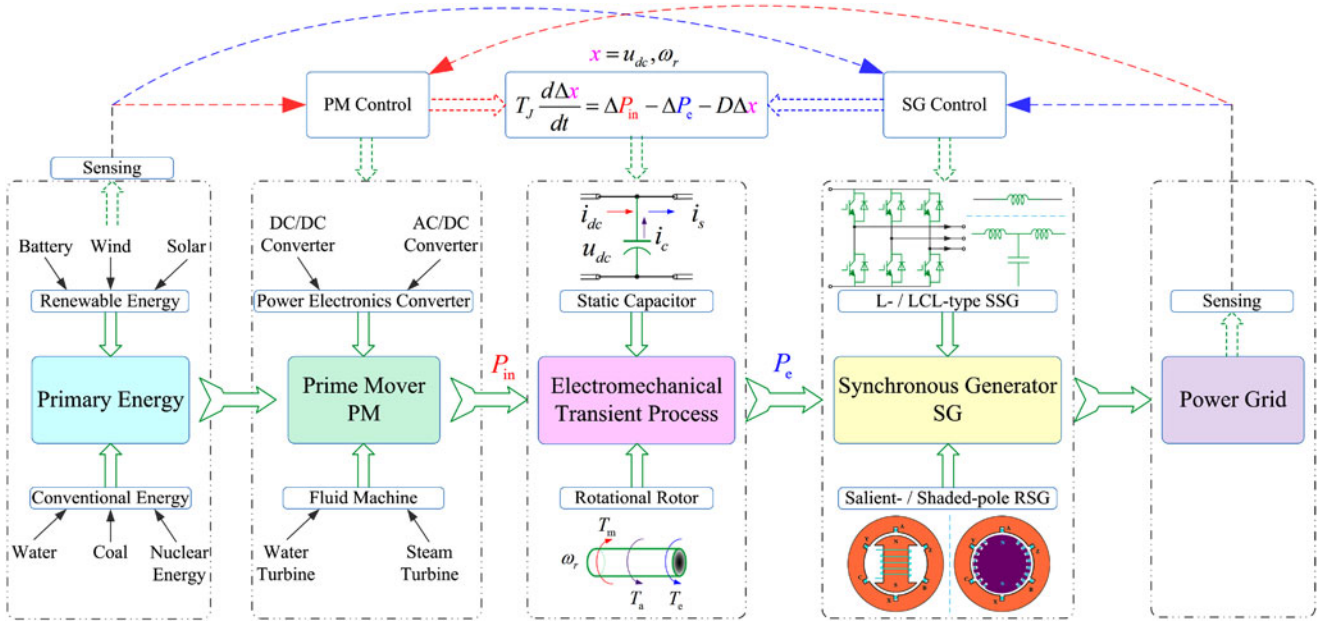 x = u_dc, ω_r
PM Control
T_J dΔx/dt = ΔP_in − ΔP_e − DΔx
SG Control
Sensing
Battery
Wind
Solar
Renewable Energy
Primary Energy
Conventional Energy
Water
Coal
Nuclear
Energy
DC/DC
Converter
AC/DC
Converter
Power Electronics Converter
Prime Mover
PM
Fluid Machine
Water
Turbine
Steam
Turbine
P_in
i_dc
i_s
u_dc
i_c
Static Capacitor
Electromechanical
Transient Process
Rotational Rotor
T_m
ω_r
T_a
T_e
P_e
L- / LCL-type SSG
Synchronous Generator
SG
Salient- / Shaded-pole RSG
Sensing
Power Grid